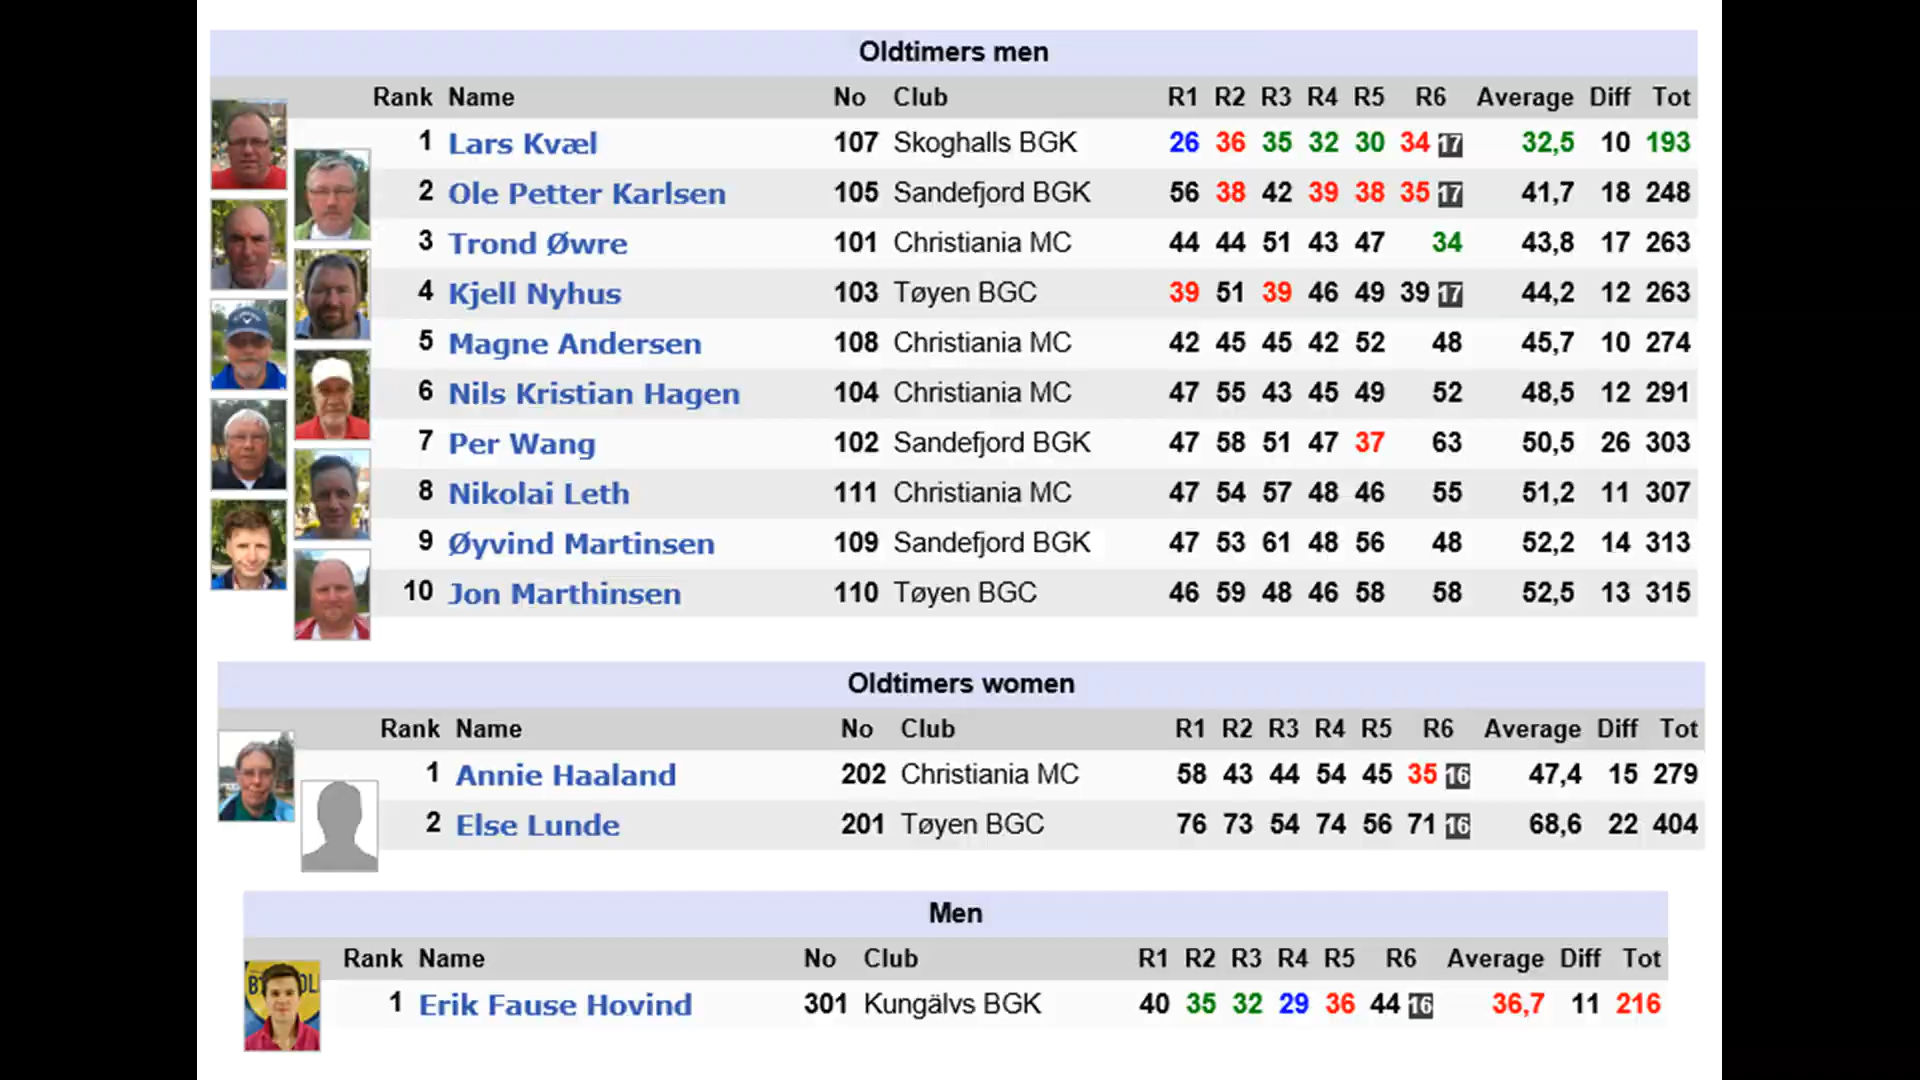 Oldtimers men
Rank Name No Club R1 R2 R3 R4 R5 R6 Average Diff Tot
1 Lars Kvæl 107 Skoghalls BGK 26 36 35 32 30 34 17 32,5 10 193
2 Ole Petter Karlsen 105 Sandefjord BGK 56 38 42 39 38 35 17 41,7 18 248
3 Trond Øwre 101 Christiania MC 44 44 51 43 47 34 43,8 17 263
4 Kjell Nyhus 103 Tøyen BGC 39 51 39 46 49 39 17 44,2 12 263
5 Magne Andersen 108 Christiania MC 42 45 45 42 52 48 45,7 10 274
6 Nils Kristian Hagen 104 Christiania MC 47 55 43 45 49 52 48,5 12 291
7 Per Wang 102 Sandefjord BGK 47 58 51 47 37 63 50,5 26 303
8 Nikolai Leth 111 Christiania MC 47 54 57 48 46 55 51,2 11 307
9 Øyvind Martinsen 109 Sandefjord BGK 47 53 61 48 56 48 52,2 14 313
10 Jon Marthinsen 110 Tøyen BGC 46 59 48 46 58 58 52,5 13 315
Oldtimers women
Rank Name No Club R1 R2 R3 R4 R5 R6 Average Diff Tot
1 Annie Haaland 202 Christiania MC 58 43 44 54 45 35 16 47,4 15 279
2 Else Lunde 201 Tøyen BGC 76 73 54 74 56 71 16 68,6 22 404
Men
Rank Name No Club R1 R2 R3 R4 R5 R6 Average Diff Tot
1 Erik Fause Hovind 301 Kungälvs BGK 40 35 32 29 36 44 16 36,7 11 216